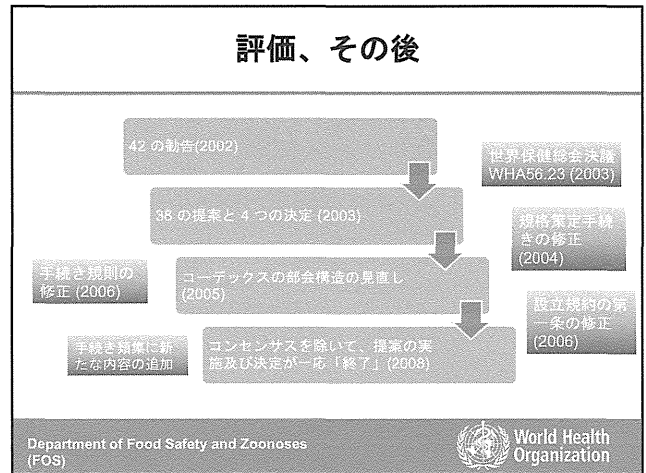 評価、その後
42 の勧告(2002)
世界保健総会決議
WHA56.23 (2003)
38 の提案と 4 つの決定 (2003)
規格策定手続
きの修正
(2004)
手続き規則の
修正 (2006)
コーデックスの部会構造の見直し
(2005)
設立規約の第
一条の修正
(2006)
手続き類集に新
たな内容の追加
コンセンサスを除いて、提案の実
施及び決定が一応「終了」(2008)
Department of Food Safety and Zoonoses
(FOS)
World Health
Organization